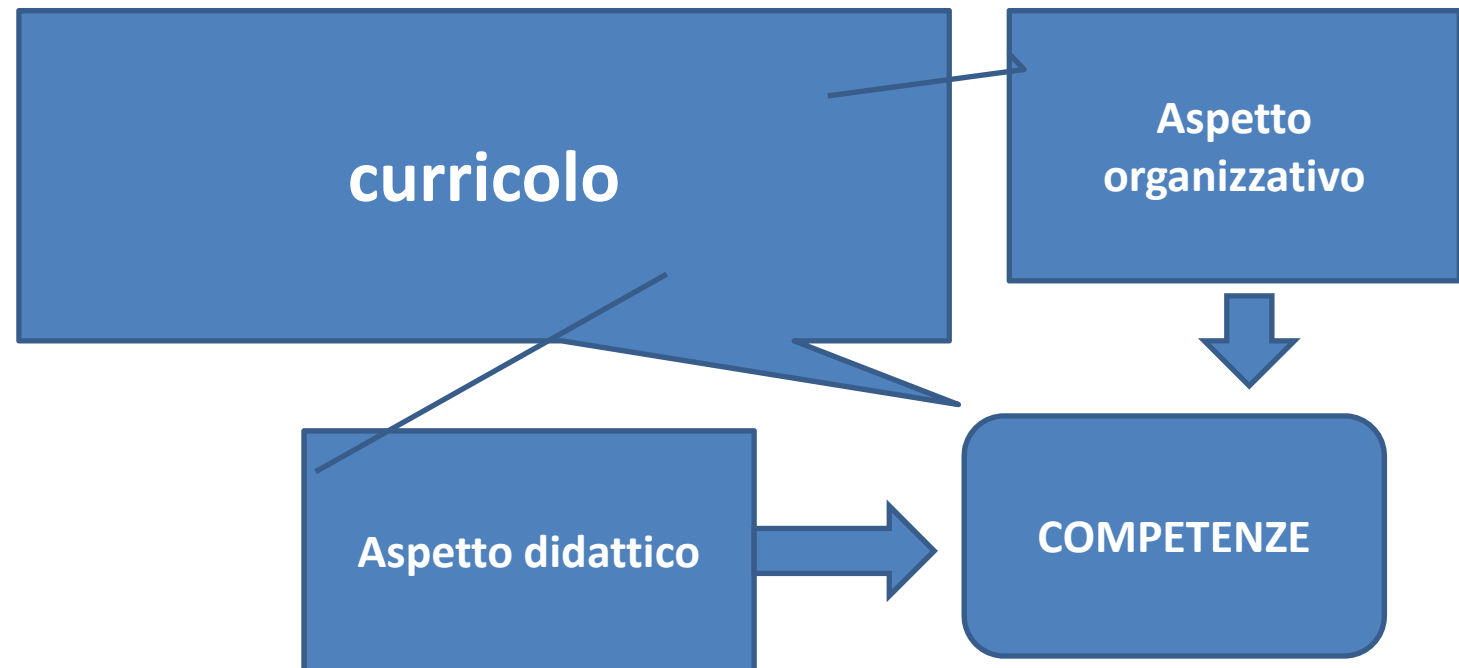 curricolo
Aspetto
organizzativo
Aspetto didattico
COMPETENZE